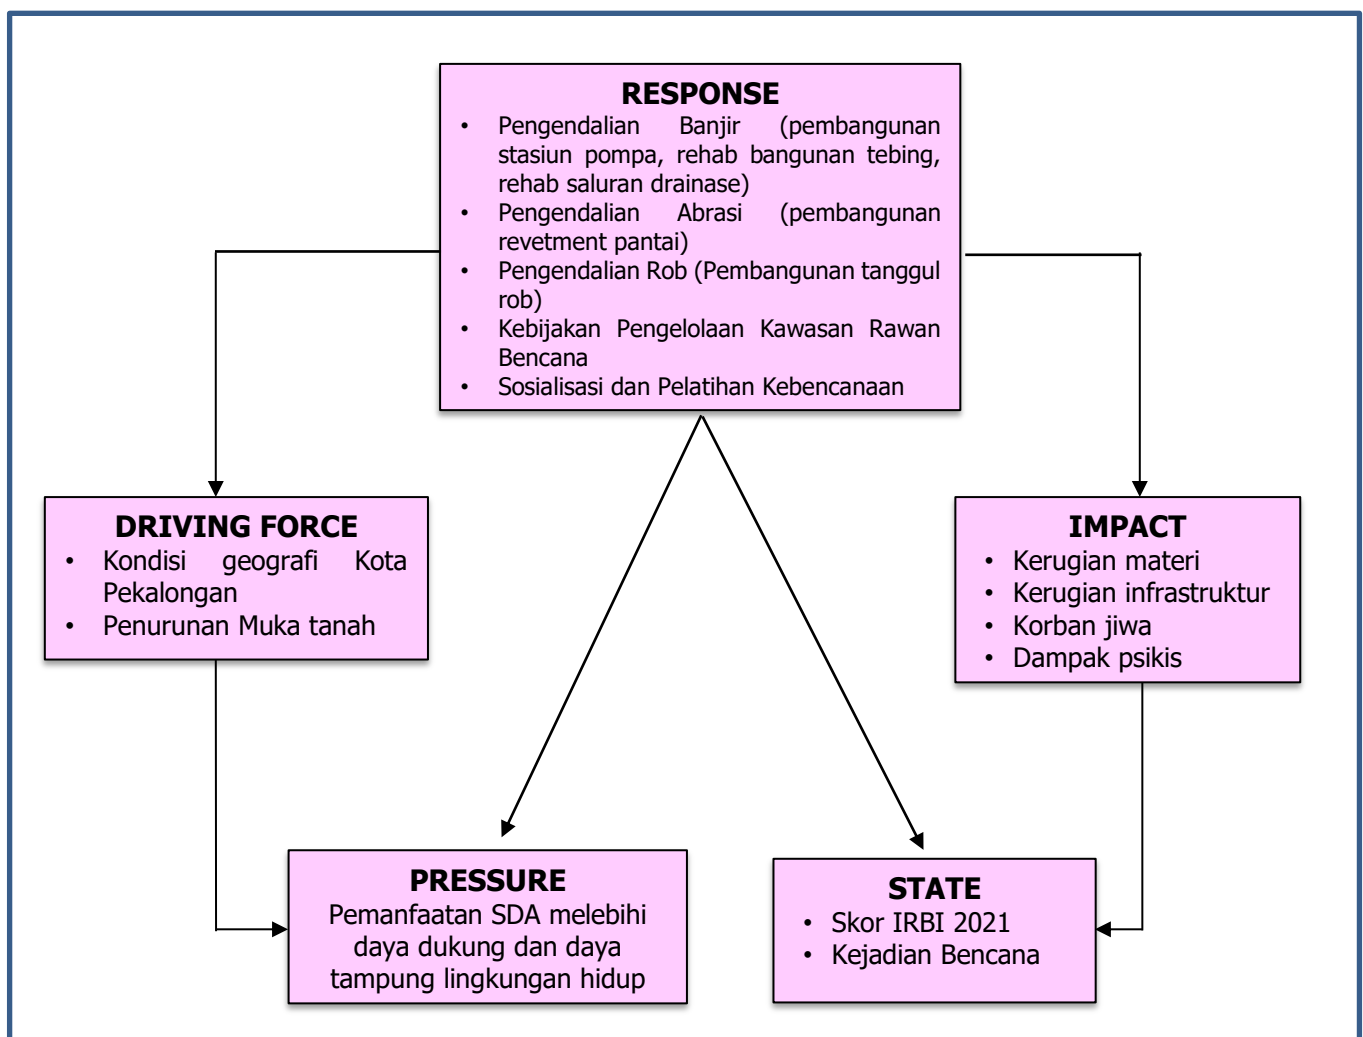 RESPONSE
• Pengendalian Banjir (pembangunan
stasiun pompa, rehab bangunan tebing,
rehab saluran drainase)
• Pengendalian Abrasi (pembangunan
revetment pantai)
• Pengendalian Rob (Pembangunan tanggul
rob)
• Kebijakan Pengelolaan Kawasan Rawan
Bencana
• Sosialisasi dan Pelatihan Kebencanaan
DRIVING FORCE
• Kondisi geografi Kota
Pekalongan
• Penurunan Muka tanah
IMPACT
• Kerugian materi
• Kerugian infrastruktur
• Korban jiwa
• Dampak psikis
PRESSURE
Pemanfaatan SDA melebihi
daya dukung dan daya
tampung lingkungan hidup
STATE
• Skor IRBI 2021
• Kejadian Bencana